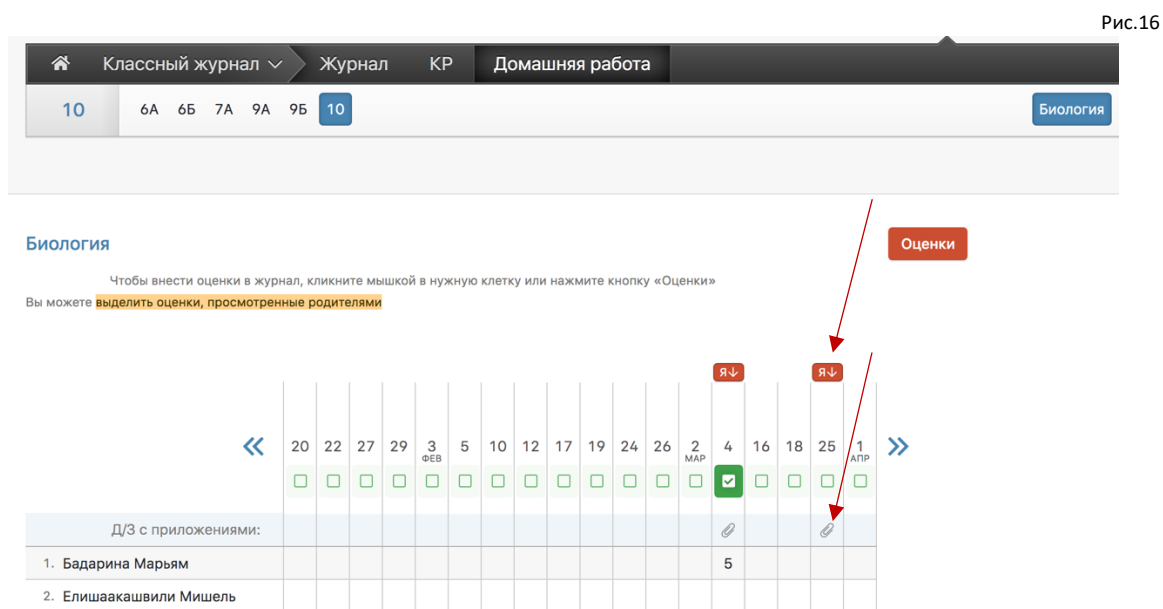 Рис.16
Классный журнал Журнал КР Домашняя работа
10 6А 6Б 7А 9А 9Б 10 Биология
Биология Оценки
Чтобы внести оценки в журнал, кликните мышкой в нужную клетку или нажмите кнопку «Оценки»
Вы можете выделить оценки, просмотренные родителями
Я↓ Я↓
20 22 27 29 3 5 10 12 17 19 24 26 2 4 16 18 25 1
ФЕВ МАР АПР
Д/З с приложениями:
1. Бадарина Марьям 5
2. Елишаакашвили Мишель